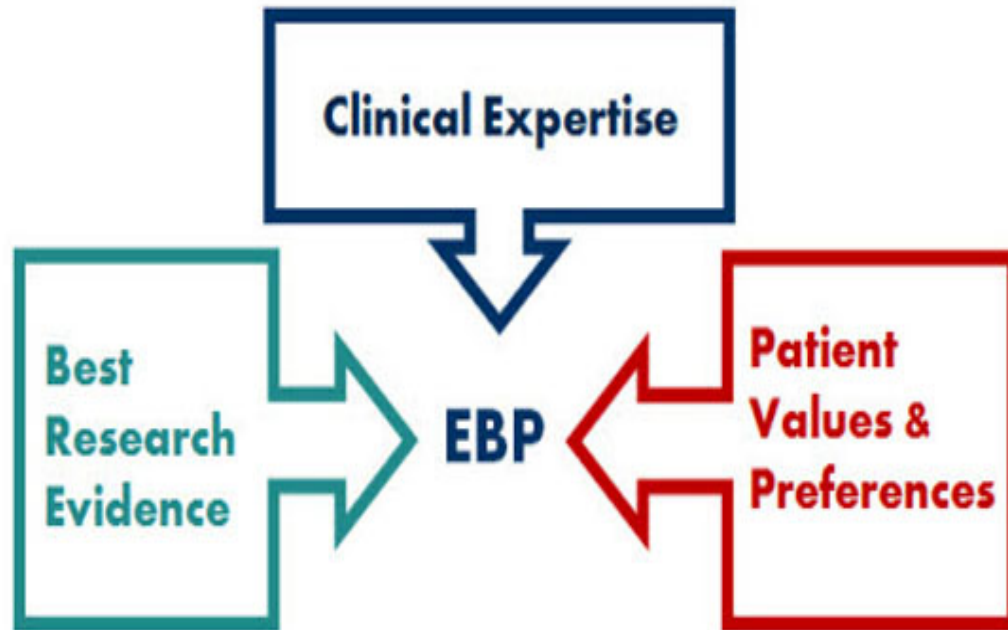 Clinical Expertise
Best
Research
Evidence
EBP
Patient
Values &
Preferences